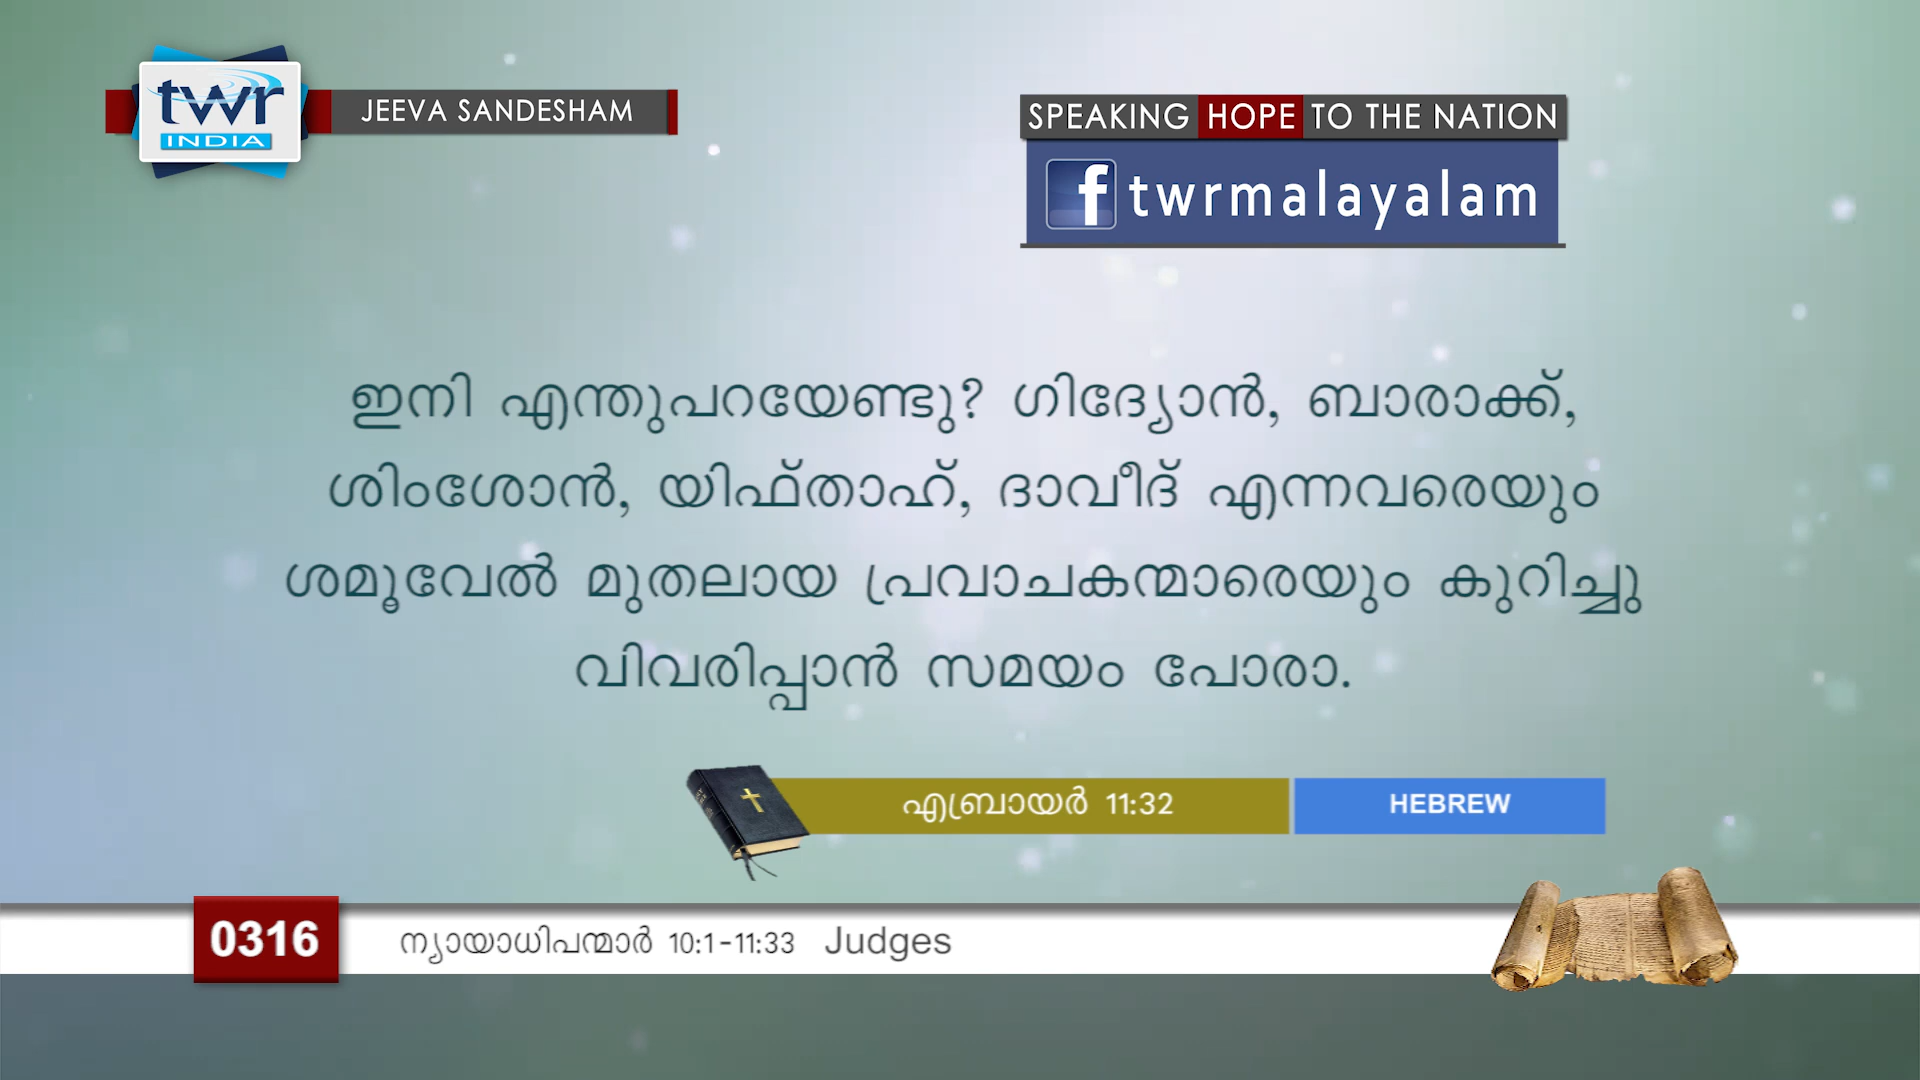 twr
INDIA
JEEVA SANDESHAM
SPEAKING HOPE TO THE NATION
f twrmalayalam
ഇനി എന്തുപറയേണ്ടു? ഗിദ്യോൻ, ബാരാക്ക്,
ശിംശോൻ, യിഫ്താഹ്, ദാവീദ് എന്നവരെയും
ശമൂവേൽ മുതലായ പ്രവാചകന്മാരെയും കുറിച്ചു
വിവരിപ്പാൻ സമയം പോരാ.
എബ്രായർ 11:32 HEBREW
0316 ന്യായാധിപന്മാർ 10:1-11:33 Judges